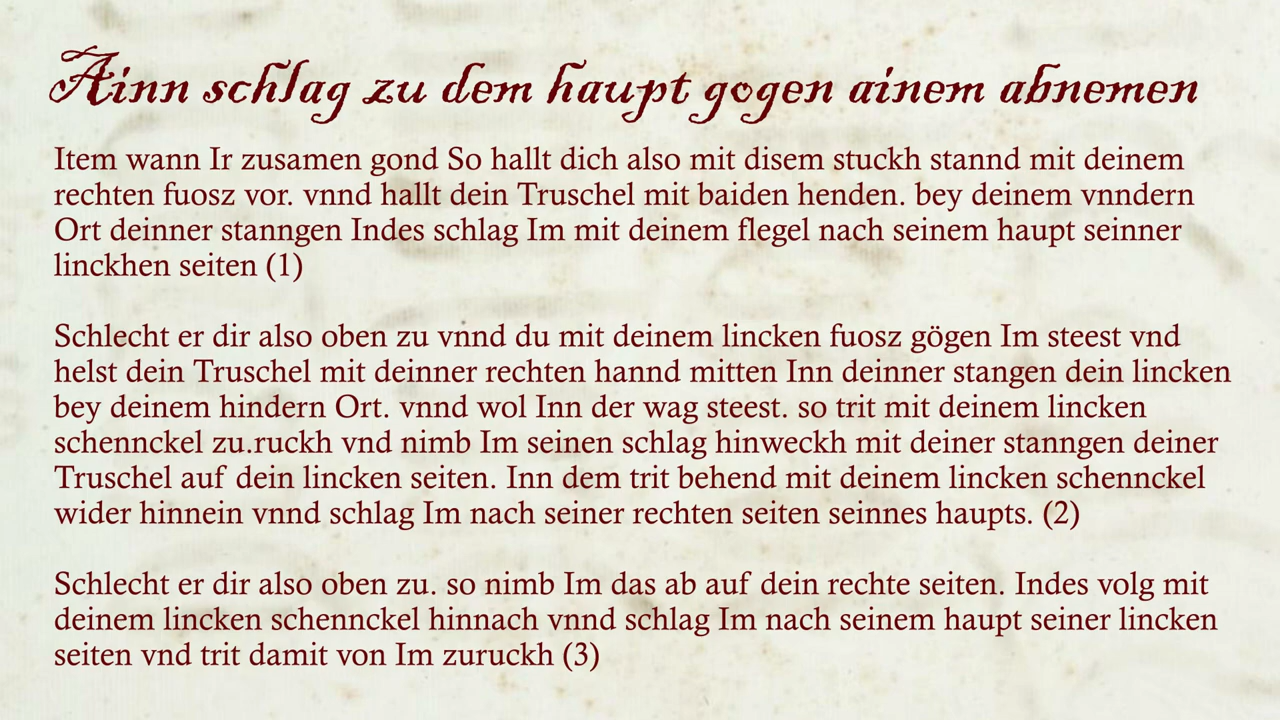 Ainn schlag zu dem haupt gogen ainem abnemen
Item wann Ir zusamen gond So hallt dich also mit disem stuckh stannd mit deinem
rechten fuosz vor. vnnd hallt dein Truschel mit baiden henden. bey deinem vnndern
Ort deinner stanngen Indes schlag Im mit deinem flegel nach seinem haupt seinner
linckhen seiten (1)
Schlecht er dir also oben zu vnnd du mit deinem lincken fuosz gögen Im steest vnd
helst dein Truschel mit deinner rechten hannd mitten Inn deinner stangen dein lincken
bey deinem hindern Ort. vnnd wol Inn der wag steest. so trit mit deinem lincken
schennckel zu.ruckh vnd nimb Im seinen schlag hinweckh mit deiner stanngen deiner
Truschel auf dein lincken seiten. Inn dem trit behend mit deinem lincken schennckel
wider hinnein vnnd schlag Im nach seiner rechten seiten seinnes haupts. (2)
Schlecht er dir also oben zu. so nimb Im das ab auf dein rechte seiten. Indes volg mit
deinem lincken schennckel hinnach vnnd schlag Im nach seinem haupt seiner lincken
seiten vnd trit damit von Im zuruckh (3)